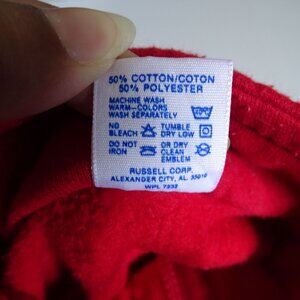 50% COTTON/COTON
50% POLYESTER
MACHINE WASH
WARM-COLORS
WASH SEPARATELY
NO BLEACH TUMBLE DRY LOW
DO NOT IRON OR DRY CLEAN EMBLEM
RUSSELL CORP.
ALEXANDER CITY, AL. 35010
WPL 7232